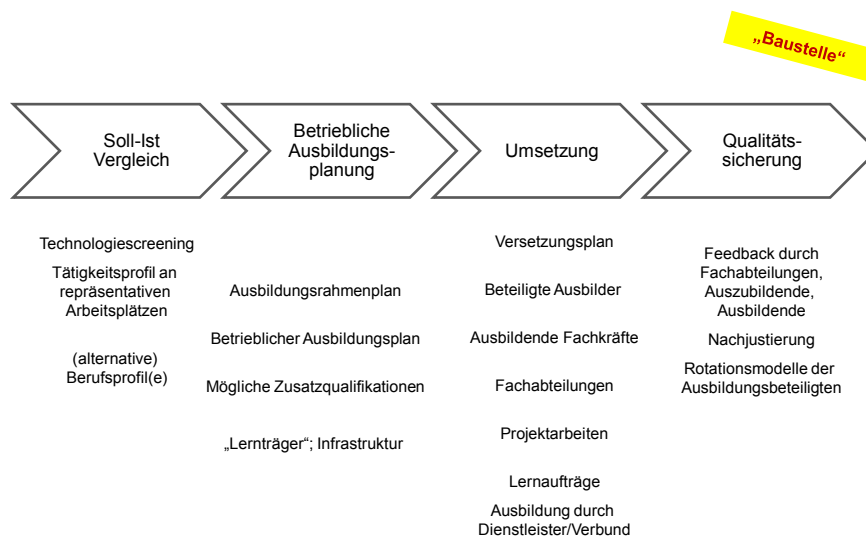 „Baustelle“
Soll-Ist
Vergleich
Betriebliche
Ausbildungs-
planung
Umsetzung
Qualitäts-
sicherung
Technologiescreening
Tätigkeitsprofil an
repräsentativen
Arbeitsplätzen
(alternative)
Berufsprofil(e)
Ausbildungsrahmenplan
Betrieblicher Ausbildungsplan
Mögliche Zusatzqualifikationen
„Lernträger“; Infrastruktur
Versetzungsplan
Beteiligte Ausbilder
Ausbildende Fachkräfte
Fachabteilungen
Projektarbeiten
Lernaufträge
Ausbildung durch
Dienstleister/Verbund
Feedback durch
Fachabteilungen,
Auszubildende,
Ausbildende
Nachjustierung
Rotationsmodelle der
Ausbildungsbeteiligten